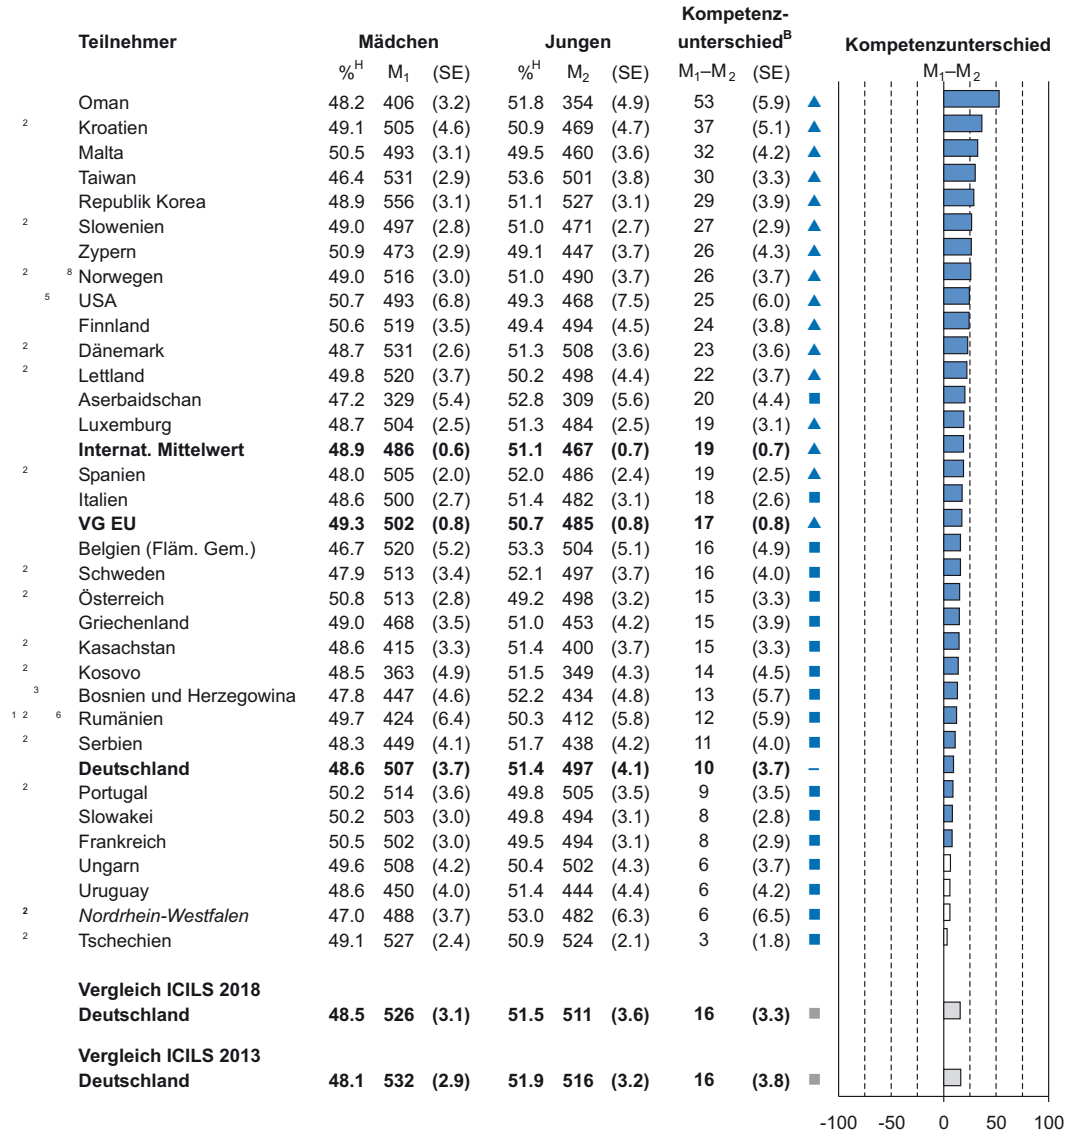 Kompetenz-
Teilnehmer Mädchen Jungen unterschiedB Kompetenzunterschied
%H M1 (SE) %H M2 (SE) M1–M2 (SE) M1–M2
Oman 48.2 406 (3.2) 51.8 354 (4.9) 53 (5.9) ▲
2 Kroatien 49.1 505 (4.6) 50.9 469 (4.7) 37 (5.1) ▲
Malta 50.5 493 (3.1) 49.5 460 (3.6) 32 (4.2) ▲
Taiwan 46.4 531 (2.9) 53.6 501 (3.8) 30 (3.3) ▲
Republik Korea 48.9 556 (3.1) 51.1 527 (3.1) 29 (3.9) ▲
2 Slowenien 49.0 497 (2.8) 51.0 471 (2.7) 27 (2.9) ▲
Zypern 50.9 473 (2.9) 49.1 447 (3.7) 26 (4.3) ▲
2 8 Norwegen 49.0 516 (3.0) 51.0 490 (3.7) 26 (3.7) ▲
5 USA 50.7 493 (6.8) 49.3 468 (7.5) 25 (6.0) ▲
Finnland 50.6 519 (3.5) 49.4 494 (4.5) 24 (3.8) ▲
2 Dänemark 48.7 531 (2.6) 51.3 508 (3.6) 23 (3.6) ▲
2 Lettland 49.8 520 (3.7) 50.2 498 (4.4) 22 (3.7) ▲
Aserbaidschan 47.2 329 (5.4) 52.8 309 (5.6) 20 (4.4) ■
Luxemburg 48.7 504 (2.5) 51.3 484 (2.5) 19 (3.1) ▲
Internat. Mittelwert 48.9 486 (0.6) 51.1 467 (0.7) 19 (0.7) ▲
2 Spanien 48.0 505 (2.0) 52.0 486 (2.4) 19 (2.5) ▲
Italien 48.6 500 (2.7) 51.4 482 (3.1) 18 (2.6) ■
VG EU 49.3 502 (0.8) 50.7 485 (0.8) 17 (0.8) ▲
Belgien (Fläm. Gem.) 46.7 520 (5.2) 53.3 504 (5.1) 16 (4.9) ■
2 Schweden 47.9 513 (3.4) 52.1 497 (3.7) 16 (4.0) ■
2 Österreich 50.8 513 (2.8) 49.2 498 (3.2) 15 (3.3) ■
Griechenland 49.0 468 (3.5) 51.0 453 (4.2) 15 (3.9) ■
2 Kasachstan 48.6 415 (3.3) 51.4 400 (3.7) 15 (3.3) ■
2 Kosovo 48.5 363 (4.9) 51.5 349 (4.3) 14 (4.5) ■
3 Bosnien und Herzegowina 47.8 447 (4.6) 52.2 434 (4.8) 13 (5.7) ■
1 2 6 Rumänien 49.7 424 (6.4) 50.3 412 (5.8) 12 (5.9) ■
2 Serbien 48.3 449 (4.1) 51.7 438 (4.2) 11 (4.0) ■
Deutschland 48.6 507 (3.7) 51.4 497 (4.1) 10 (3.7) –
2 Portugal 50.2 514 (3.6) 49.8 505 (3.5) 9 (3.5) ■
Slowakei 50.2 503 (3.0) 49.8 494 (3.1) 8 (2.8) ■
Frankreich 50.5 502 (3.0) 49.5 494 (3.1) 8 (2.9) ■
Ungarn 49.6 508 (4.2) 50.4 502 (4.3) 6 (3.7) ■
Uruguay 48.6 450 (4.0) 51.4 444 (4.4) 6 (4.2) ■
2 Nordrhein-Westfalen 47.0 488 (3.7) 53.0 482 (6.3) 6 (6.5) ■
2 Tschechien 49.1 527 (2.4) 50.9 524 (2.1) 3 (1.8) ■
Vergleich ICILS 2018
Deutschland 48.5 526 (3.1) 51.5 511 (3.6) 16 (3.3) ■
Vergleich ICILS 2013
Deutschland 48.1 532 (2.9) 51.9 516 (3.2) 16 (3.8) ■
-100 -50 0 50 100